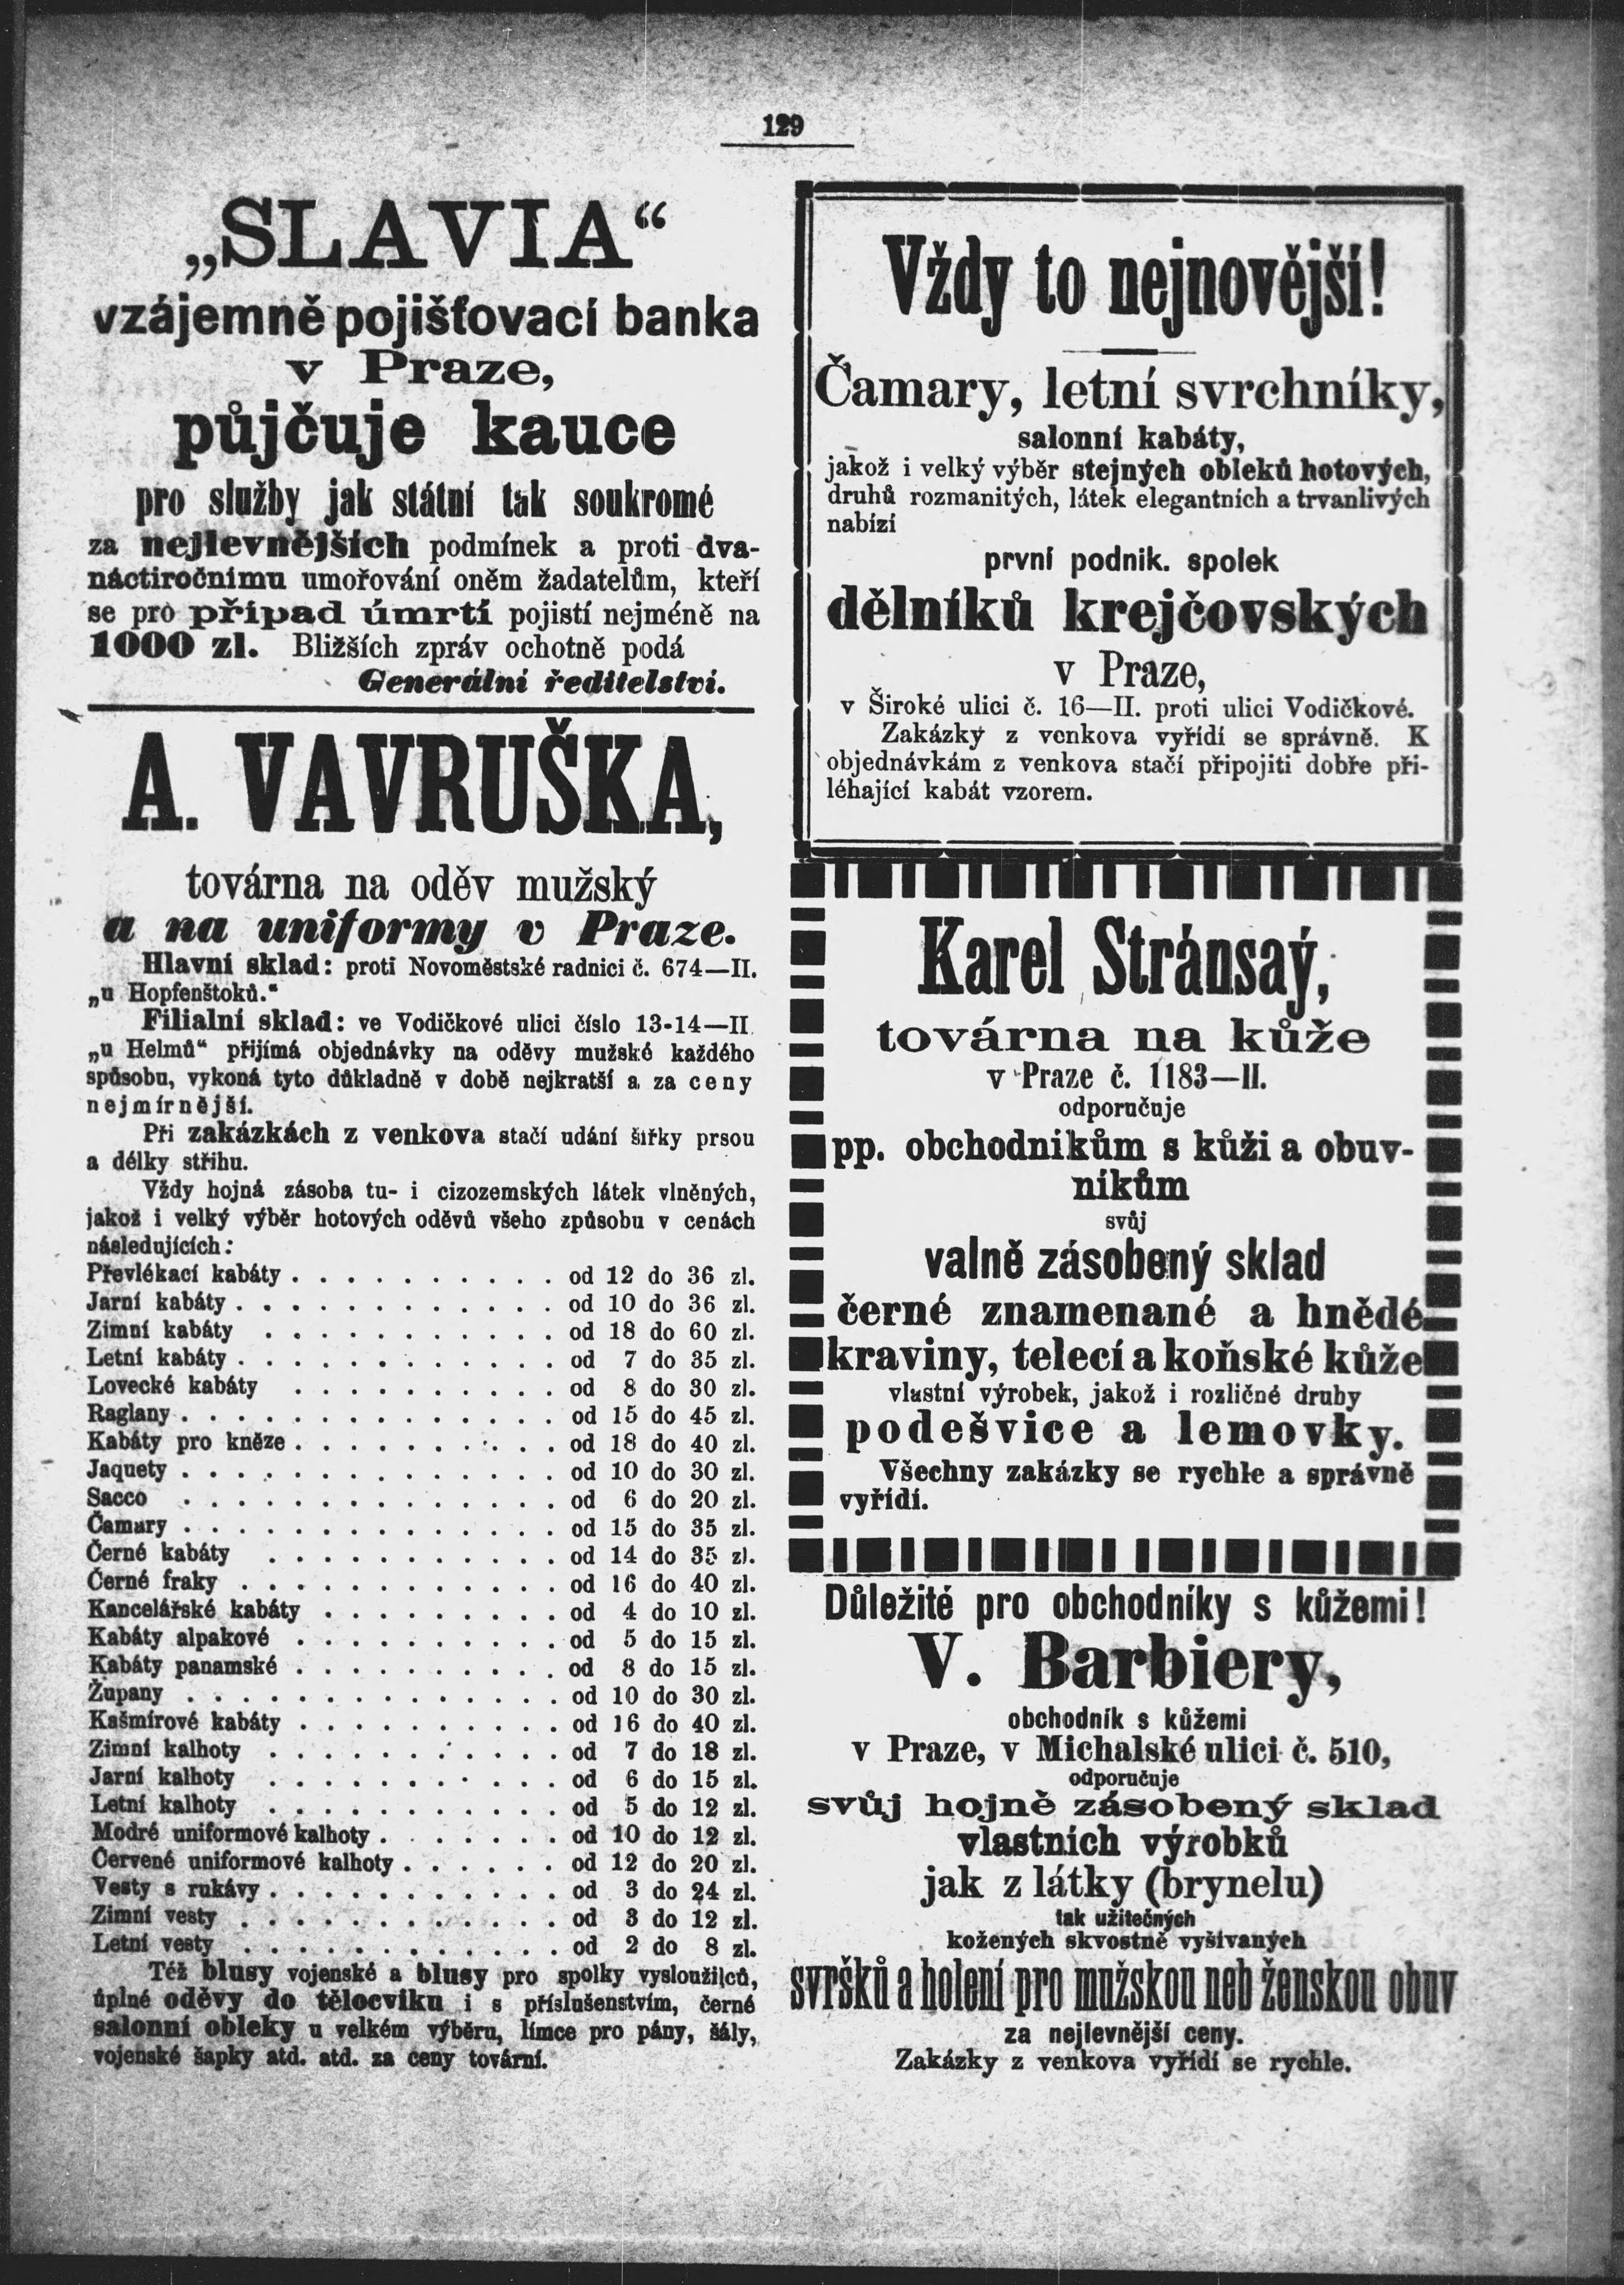 129
„SLAVIA“
vzájemně pojišťovací banka
v Praze,
půjčuje kauce
pro služby jak státní tak soukromé
za nejlevnějších podmínek a proti dva-
náctiročnímu umořování oněm žadatelům, kteří
se pro případ úmrtí pojistí nejméně na
1000 zl. Bližších zpráv ochotně podá
Generální ředitelství.
A. VAVRUŠKA,
továrna na oděv mužský
a na uniformy v Praze.
Hlavní sklad: proti Novoměstské radnici č. 674—II.
„u Hopfenštoků.“
Filialní sklad: ve Vodičkové ulici číslo 13-14—II.
„u Helmů“ přijímá objednávky na oděvy mužské každého
spůsobu, vykoná tyto důkladně v době nejkratší a za ceny
nejmírnější.
Při zakázkách z venkova stačí udání šířky prsou
a délky střihu.
Vždy hojná zásoba tu- i cizozemských látek vlněných,
jakož i velký výběr hotových oděvů všeho způsobu v cenách
následujících:
Převlékací kabáty . . . . . . . . . . od 12 do 36 zl.
Jarní kabáty . . . . . . . . . . . . od 10 do 36 zl.
Zimní kabáty . . . . . . . . . . . od 18 do 60 zl.
Letní kabáty . . . . . . . . . . . . od 7 do 35 zl.
Lovecké kabáty . . . . . . . . . . od 8 do 30 zl.
Raglany . . . . . . . . . . . . . . od 15 do 45 zl.
Kabáty pro kněze . . . . . . . . . . od 18 do 40 zl.
Jaquety . . . . . . . . . . . . . . od 10 do 30 zl.
Sacco . . . . . . . . . . . . . . od 6 do 20 zl.
Čamary . . . . . . . . . . . . . . od 15 do 35 zl.
Černé kabáty . . . . . . . . . . . od 14 do 35 zl.
Černé fraky . . . . . . . . . . . . od 16 do 40 zl.
Kancelářské kabáty . . . . . . . . . od 4 do 10 zl.
Kabáty alpakové . . . . . . . . . . od 5 do 15 zl.
Kabáty panamské . . . . . . . . . . od 8 do 15 zl.
Župany . . . . . . . . . . . . . . od 10 do 30 zl.
Kašmírové kabáty . . . . . . . . . . od 16 do 40 zl.
Zimní kalhoty . . . . . . . . . . . od 7 do 18 zl.
Jarní kalhoty . . . . . . . . . . . od 6 do 15 zl.
Letní kalhoty . . . . . . . . . . . od 5 do 12 zl.
Modré uniformové kalhoty . . . . . . . od 10 do 12 zl.
Červené uniformové kalhoty . . . . . . od 12 do 20 zl.
Vesty s rukávy . . . . . . . . . . . od 3 do 24 zl.
Zimní vesty . . . . . . . . . . . . od 3 do 12 zl.
Letní vesty . . . . . . . . . . . . od 2 do 8 zl.
Též blusy vojenské a blusy pro spolky vysloužilců,
úplné oděvy do tělocviku i s příslušenstvím, černé
salonní obleky u velkém výběru, límce pro pány, šály,
vojenské šapky atd. atd. za ceny tovární.
Vždy to nejnovější!
Čamary, letní svrchníky,
salonní kabáty,
jakož i velký výběr stejných obleků hotových,
druhů rozmanitých, látek elegantních a trvanlivých
nabízí
první podnik. spolek
dělníků krejčovských
v Praze,
v Široké ulici č. 16—II. proti ulici Vodičkové.
Zakázky z venkova vyřídí se správně. K
objednávkám z venkova stačí připojiti dobře při-
léhající kabát vzorem.
Karel Stránsaý,
továrna na kůže
v Praze č. 1183—II.
odporučuje
pp. obchodníkům s kůži a obuv-
níkům
svůj
valně zásobený sklad
černé znamenané a hnědé
kraviny, telecí a koňské kůže
vlastní výrobek, jakož i rozličné druby
podešvice a lemovky.
Všechny zakázky se rychle a správně
vyřídí.
Důležité pro obchodníky s kůžemi!
V. Barbiery,
obchodník s kůžemi
v Praze, v Michalské ulici č. 510,
odporučuje
svůj hojně zásobený sklad
vlastních výrobků
jak z látky (brynelu)
tak užitečných
kožených skvostně vyšívaných
svršků a holení pro mužskou neb ženskou obuv
za nejlevnější ceny.
Zakázky z venkova vyřídí se rychle.